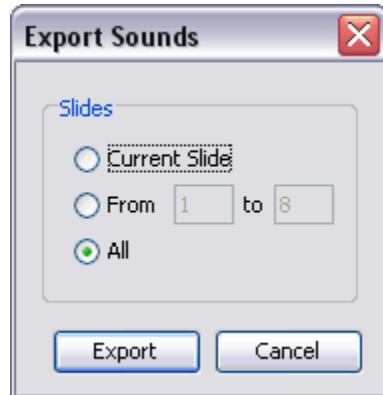 Export Sounds
Slides
Current Slide
From 1 to 8
All
Export Cancel